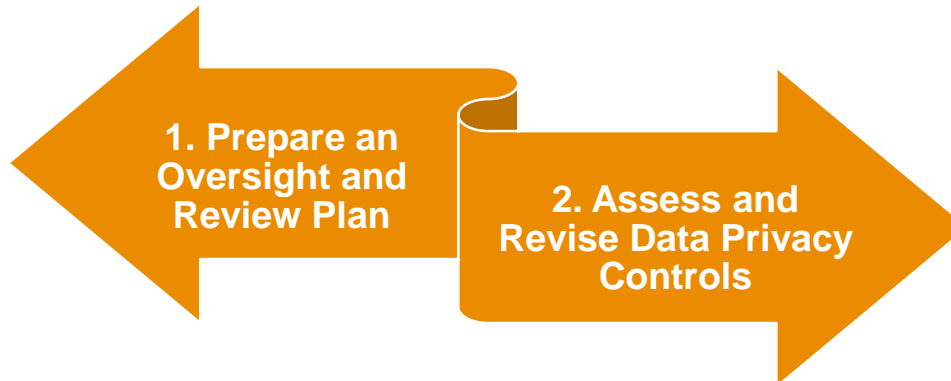 1. Prepare an
Oversight and
Review Plan
2. Assess and
Revise Data Privacy
Controls